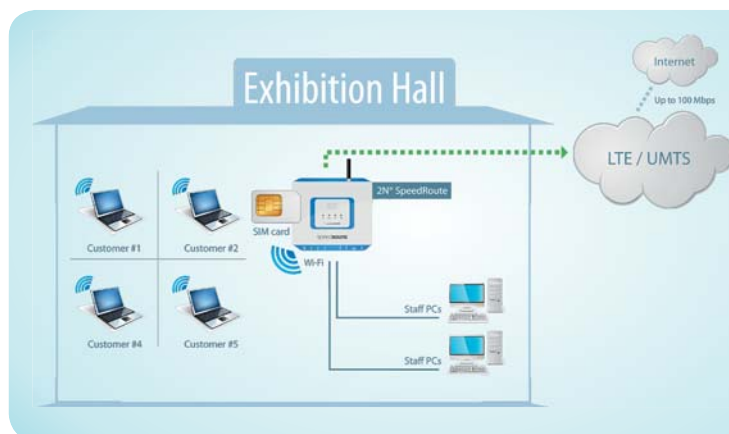 Exhibition Hall
Internet
Up to 100 Mbps
LTE / UMTS
2N® SpeedRoute
SIM card
SPEEDROUTE
Wi-Fi
Customer #1
Customer #2
Staff PCs
Customer #4
Customer #5
Staff PCs